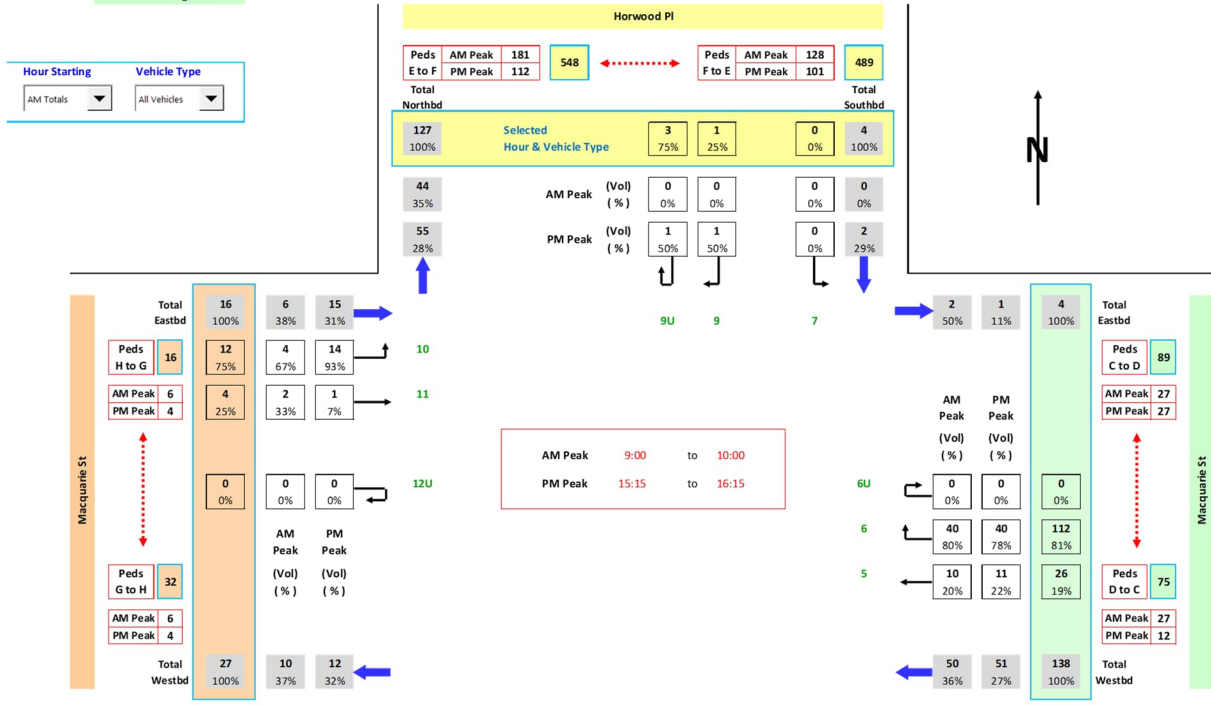 Horwood Pl
Peds AM Peak 181 548 Peds AM Peak 128 489
E to F PM Peak 112 F to E PM Peak 101
Hour Starting Vehicle Type
AM Totals All Vehicles
Total Total
Northbd Southbd
127 Selected 3 1 0 4
100% Hour & Vehicle Type 75% 25% 0% 100%
N
44 AM Peak (Vol) 0 0 0
35% (%) 0% 0% 0%
55 PM Peak (Vol) 1 1 0 2
28% (%) 50% 50% 0% 29%
9U 9 7
Total 16 6 15 2 1 4 Total
Eastbd 100% 38% 31% 50% 11% 100% Eastbd
Peds 16 12 4 14 10 Peds 89
H to G 75% 67% 93% C to D
AM Peak 6 4 2 1 11 AM Peak 27
PM Peak 4 25% 33% 7% PM Peak 27
AM PM
Peak Peak
(Vol) (Vol)
(%) (%)
AM Peak 9:00 to 10:00
PM Peak 15:15 to 16:15
Macquarie St Macquarie St
0 0 0 12U 6U 0 0 0
0% 0% 0% 0% 0% 0%
AM PM 6 40 40 112
Peak Peak 80% 78% 81%
(Vol) (Vol)
(%) (%)
Peds 32 5 10 11 26 Peds 75
G to H 20% 22% 19% D to C
AM Peak 6 AM Peak 27
PM Peak 4 PM Peak 12
Total 27 10 12 50 51 138 Total
Westbd 100% 37% 32% 36% 27% 100% Westbd